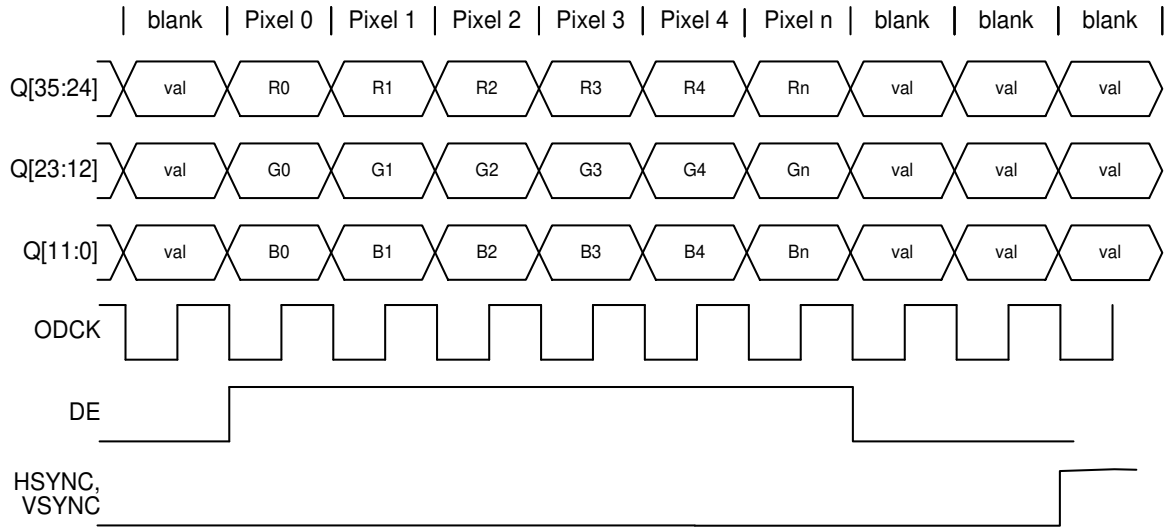 | blank | Pixel 0 | Pixel 1 | Pixel 2 | Pixel 3 | Pixel 4 | Pixel n | blank | blank | blank |
Q[35:24] val R0 R1 R2 R3 R4 Rn val val val
Q[23:12] val G0 G1 G2 G3 G4 Gn val val val
Q[11:0] val B0 B1 B2 B3 B4 Bn val val val
ODCK
DE
HSYNC,
VSYNC